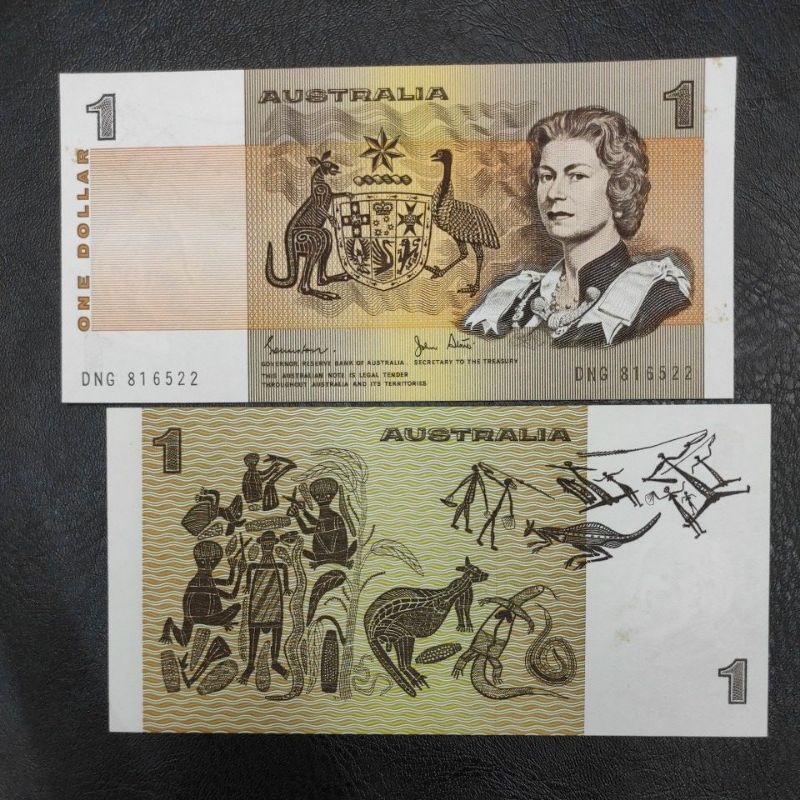 1
AUSTRALIA
1
ONE DOLLAR
GOVERNOR RESERVE BANK OF AUSTRALIA. SECRETARY TO THE TREASURY
THIS AUSTRALIAN NOTE IS LEGAL TENDER
THROUGHOUT AUSTRALIA AND ITS TERRITORIES
DNG 816522
DNG 816522
1
AUSTRALIA
1